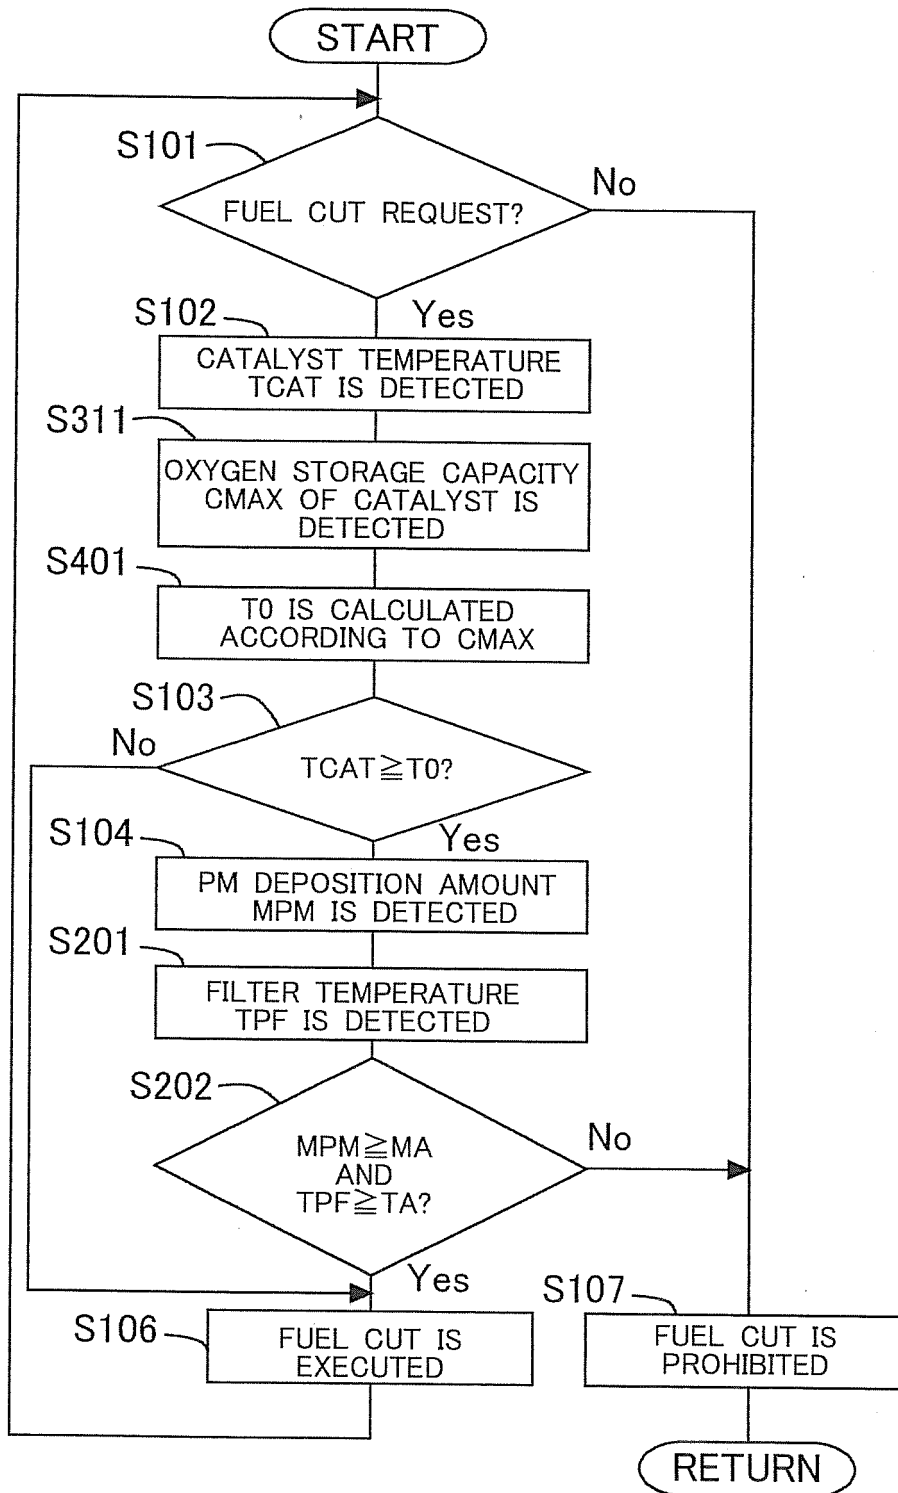 START
S101
No
FUEL CUT REQUEST?
Yes
S102
CATALYST TEMPERATURE
TCAT IS DETECTED
S311
OXYGEN STORAGE CAPACITY
CMAX OF CATALYST IS
DETECTED
S401
T0 IS CALCULATED
ACCORDING TO CMAX
S103
No
TCAT≧T0?
Yes
S104
PM DEPOSITION AMOUNT
MPM IS DETECTED
S201
FILTER TEMPERATURE
TPF IS DETECTED
S202
No
MPM≧MA
AND
TPF≧TA?
Yes
S106
FUEL CUT IS
EXECUTED
S107
FUEL CUT IS
PROHIBITED
RETURN